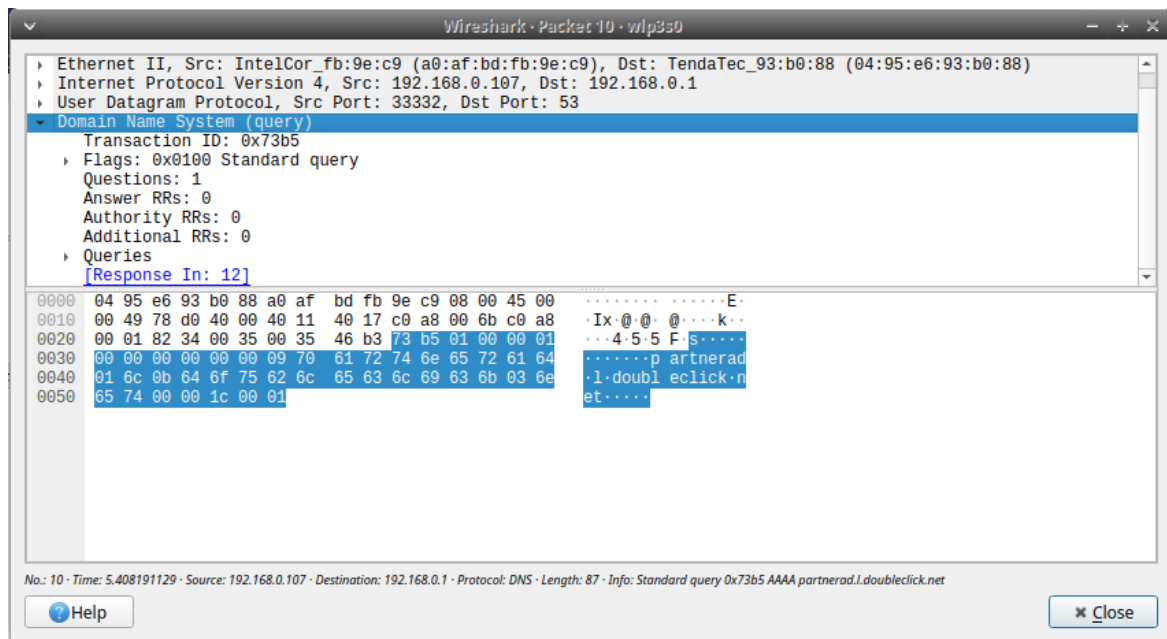 Wireshark · Packet 10 · wlp3s0
Ethernet II, Src: IntelCor_fb:9e:c9 (a0:af:bd:fb:9e:c9), Dst: TendaTec_93:b0:88 (04:95:e6:93:b0:88)
Internet Protocol Version 4, Src: 192.168.0.107, Dst: 192.168.0.1
User Datagram Protocol, Src Port: 33332, Dst Port: 53
Domain Name System (query)
Transaction ID: 0x73b5
Flags: 0x0100 Standard query
Questions: 1
Answer RRs: 0
Authority RRs: 0
Additional RRs: 0
Queries
[Response In: 12]
0000 04 95 e6 93 b0 88 a0 af bd fb 9e c9 08 00 45 00 ········ ······E·
0010 00 49 78 d0 40 00 40 11 40 17 c0 a8 00 6b c0 a8 ·Ix·@·@· @····k··
0020 00 01 82 34 00 35 00 35 46 b3 73 b5 01 00 00 01 ···4·5·5 F·s·····
0030 00 00 00 00 00 00 09 70 61 72 74 6e 65 72 61 64 ·······p artnerad
0040 01 6c 0b 64 6f 75 62 6c 65 63 6c 69 63 6b 03 6e ·l·doubl eclick·n
0050 65 74 00 00 1c 00 01 et·····
No.: 10 · Time: 5.408191129 · Source: 192.168.0.107 · Destination: 192.168.0.1 · Protocol: DNS · Length: 87 · Info: Standard query 0x73b5 AAAA partnerad.l.doubleclick.net
Help
Close